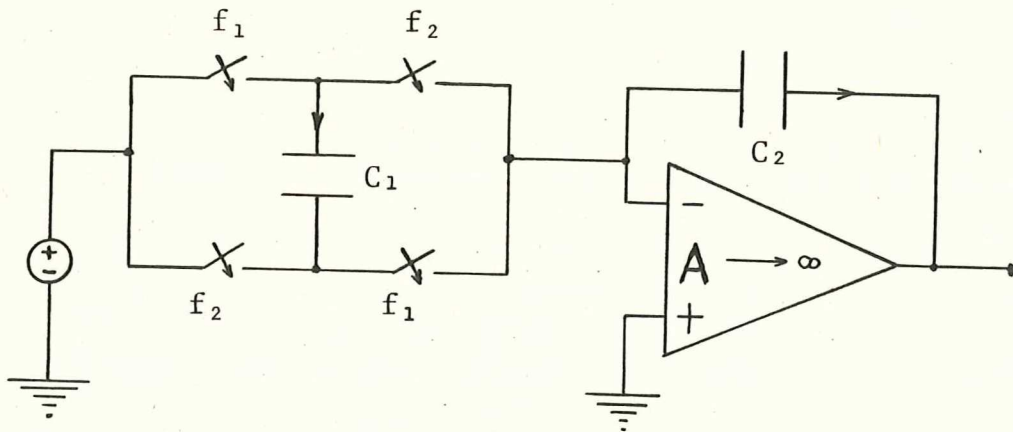 f₁ f₂
C₁
C₂
+
-
f₂ f₁
-
A → ∞
+